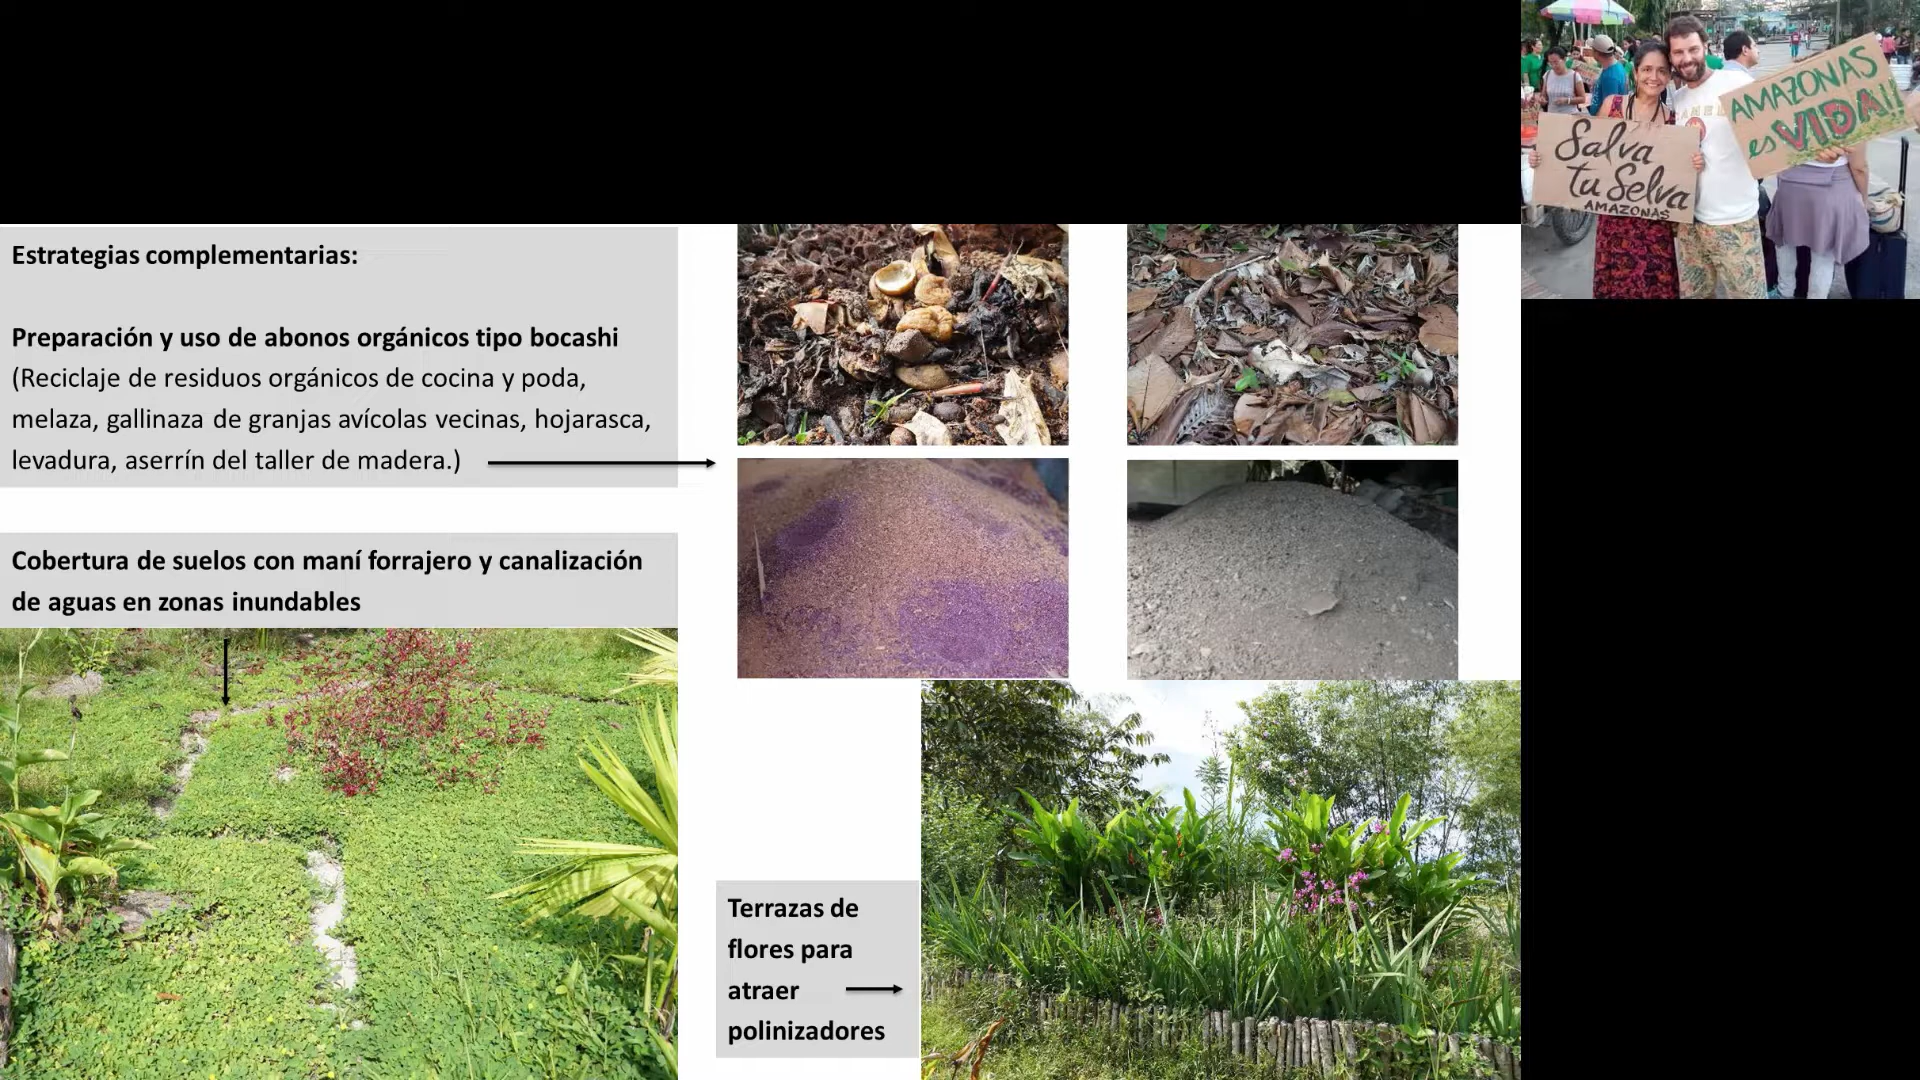 Salva
tu Selva
AMAZONAS
AMAZONAS
es VIDA!!
Estrategias complementarias:
Preparación y uso de abonos orgánicos tipo bocashi
(Reciclaje de residuos orgánicos de cocina y poda,
melaza, gallinaza de granjas avícolas vecinas, hojarasca,
levadura, aserrín del taller de madera.)
Cobertura de suelos con maní forrajero y canalización
de aguas en zonas inundables
Terrazas de
flores para
atraer
polinizadores